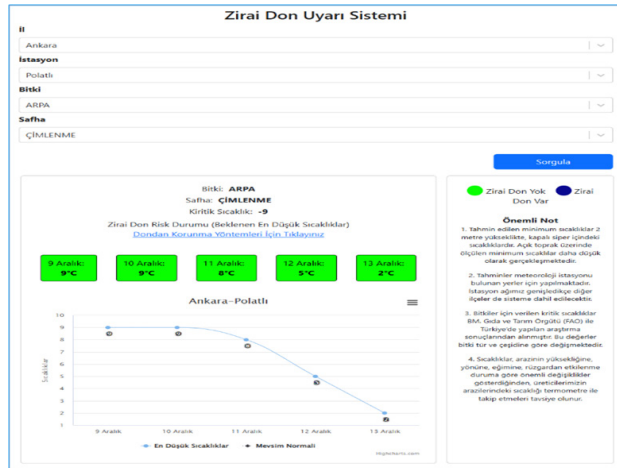 Zirai Don Uyarı Sistemi
İl
Ankara
İstasyon
Polatlı
Bitki
ARPA
Safha
ÇİMLENME
Sorgula
Bitki: ARPA
Safha: ÇİMLENME
Kiritik Sıcaklık: -9
Zirai Don Risk Durumu (Beklenen En Düşük Sıcaklıklar)
Dondan Korunma Yöntemleri İçin Tıklayınız
9 Aralık: 10 Aralık: 11 Aralık: 12 Aralık: 13 Aralık:
9°C 9°C 8°C 5°C 2°C
Ankara-Polatlı
10
9
8
7
6
5
4
3
2
1
Sıcaklıklar
9 Aralık 10 Aralık 11 Aralık 12 Aralık 13 Aralık
En Düşük Sıcaklıklar Mevsim Normali
Highcharts.com
Zirai Don Yok Zirai
Don Var
Önemli Not
1. Tahmin edilen minimum sıcaklıklar 2
metre yükseklikte, kapalı siper içindeki
sıcaklıklardır. Açık toprak üzerinde
ölçülen minimum sıcaklıklar daha düşük
olarak gerçekleşmektedir.
2. Tahminler meteoroloji istasyonu
bulunan yerler için yapılmaktadır.
İstasyon ağımız genişledikçe diğer
ilçeler de sisteme dahil edilecektir.
3. Bitkiler için verilen kritik sıcaklıklar
BM. Gıda ve Tarım Örgütü (FAO) ile
Türkiye'de yapılan araştırma
sonuçlarından alınmıştır. Bu değerler
bitki tür ve çeşidine göre değişmektedir.
4. Sıcaklıklar, arazinin yüksekliğine,
yönüne, eğimine, rüzgardan etkilenme
duruma göre önemli değişiklikler
gösterdiğinden, üreticilerimizin
arazilerindeki sıcaklığı termometre ile
takip etmeleri tavsiye olunur.